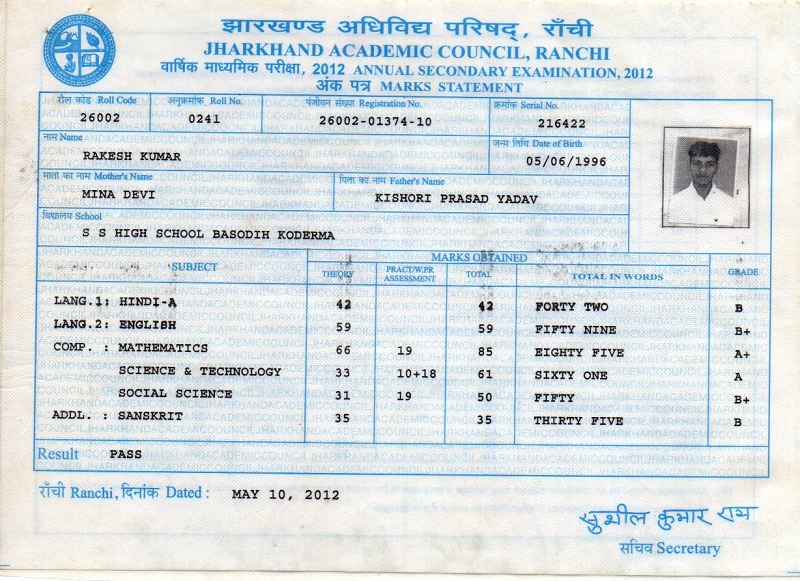 झारखण्ड अधिविद्य परिषद्, राँची
JHARKHAND ACADEMIC COUNCIL, RANCHI
वार्षिक माध्यमिक परीक्षा, 2012 ANNUAL SECONDARY EXAMINATION, 2012
अंक पत्र MARKS STATEMENT
रौल कोड Roll Code अनुक्रमांक Roll No. पंजीयन संख्या Registration No. क्रमांक Serial No.
26002 0241 26002-01374-10 216422
नाम Name जन्म तिथि Date of Birth
RAKESH KUMAR 05/06/1996
माता का नाम Mother's Name पिता का नाम Father's Name
MINA DEVI KISHORI PRASAD YADAV
विद्यालय School
S S HIGH SCHOOL BASODIH KODERMA
SUBJECT MARKS OBTAINED GRADE
THEORY PRACT/W.PR ASSESSMENT TOTAL TOTAL IN WORDS
LANG.1: HINDI-A 42 42 FORTY TWO B
LANG.2: ENGLISH 59 59 FIFTY NINE B+
COMP. : MATHEMATICS 66 19 85 EIGHTY FIVE A+
SCIENCE & TECHNOLOGY 33 10+18 61 SIXTY ONE A
SOCIAL SCIENCE 31 19 50 FIFTY B+
ADDL. : SANSKRIT 35 35 THIRTY FIVE B
Result PASS
राँची Ranchi, दिनांक Dated : MAY 10, 2012
सुशील कुमार राय
सचिव Secretary